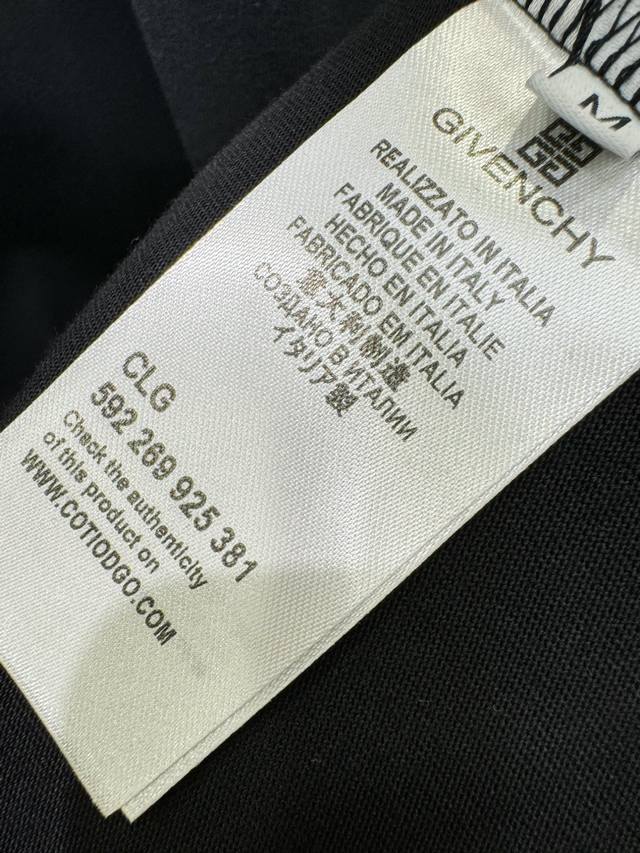 M
GIVENCHY
REALIZZATO IN ITALIA
MADE IN ITALY
FABRIQUE EN ITALIE
HECHO EN ITALIA
FABRICADO EM ITALIA
意大利制造
СОЗДАНО В ИТАЛИИ
イタリア製
CLG
592 269 925 381
Check the authenticity
of this product on
WWW.COTIODGO.COM